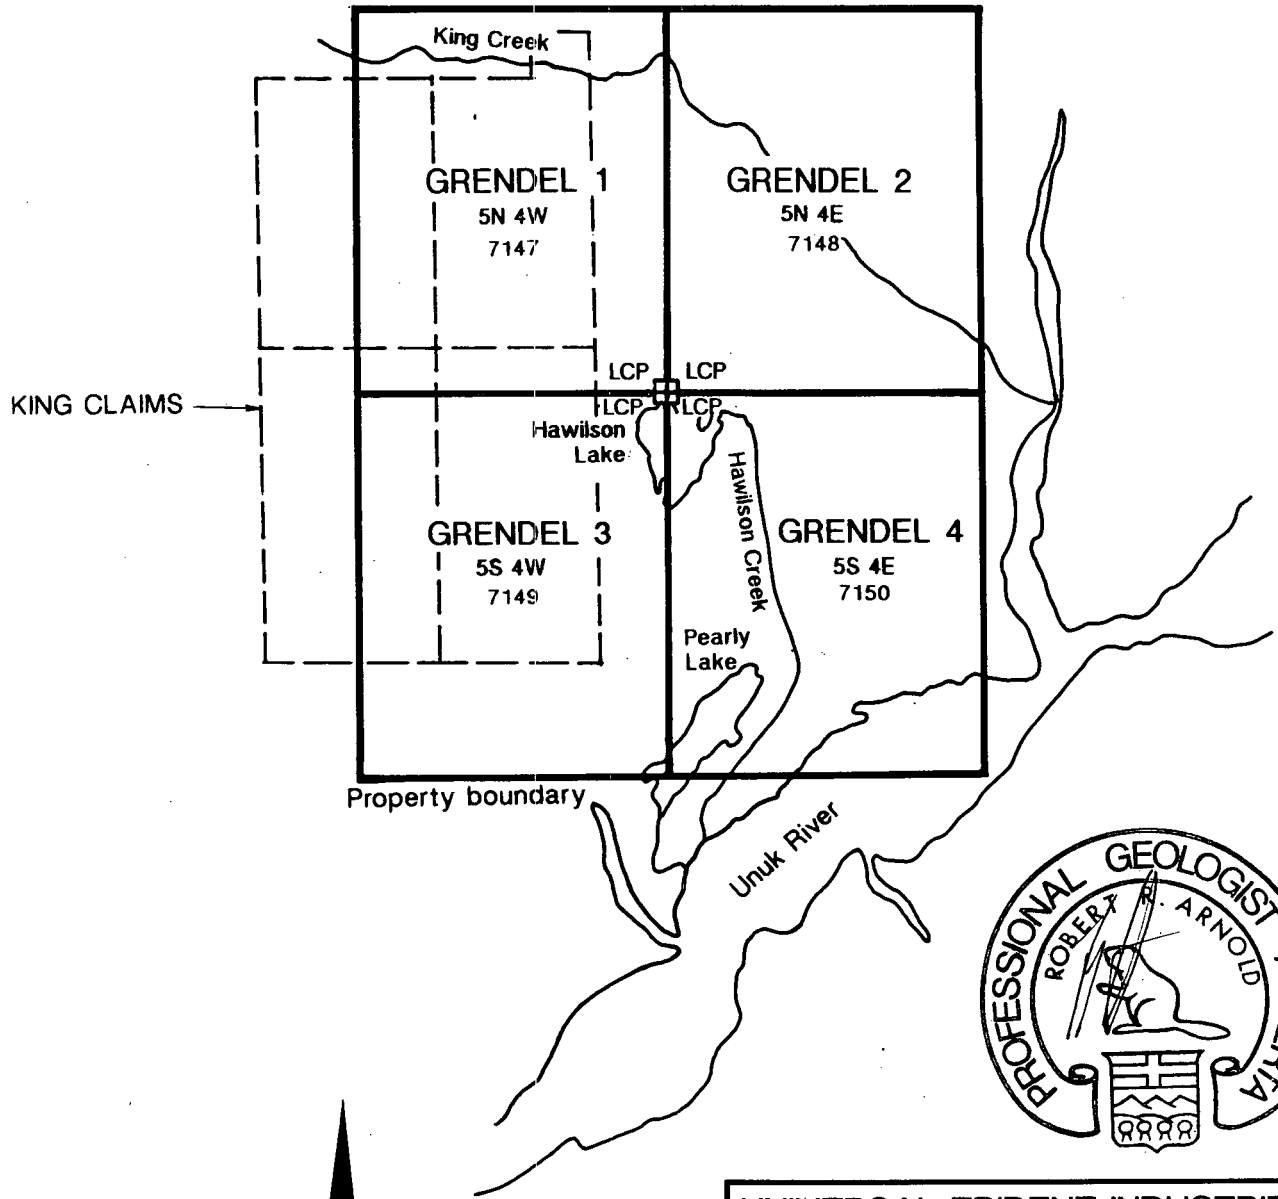 King Creek
GRENDEL 1
5N 4W
7147
GRENDEL 2
5N 4E
7148
LCP
LCP
KING CLAIMS
LCP
LCP
Hawilson
Lake
Hawilson Creek
GRENDEL 3
5S 4W
7149
GRENDEL 4
5S 4E
7150
Pearly
Lake
Property boundary
Unuk River
PROFESSIONAL GEOLOGIST
ROBERT R. ARNOLD